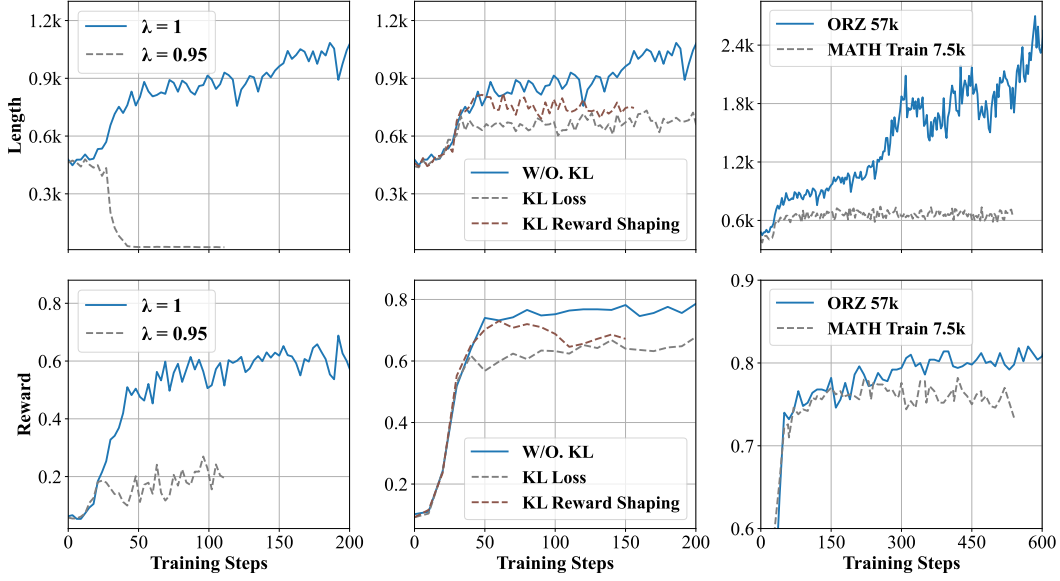 1.2k
0.9k
0.6k
0.3k
Length
λ = 1
λ = 0.95
1.2k
0.9k
0.6k
0.3k
W/O. KL
KL Loss
KL Reward Shaping
2.4k
1.8k
1.2k
0.6k
ORZ 57k
MATH Train 7.5k
0.8
0.6
0.4
0.2
Reward
λ = 1
λ = 0.95
0 50 100 150 200
Training Steps
0.8
0.6
0.4
0.2
W/O. KL
KL Loss
KL Reward Shaping
0 50 100 150 200
Training Steps
0.9
0.8
0.7
0.6
ORZ 57k
MATH Train 7.5k
0 150 300 450 600
Training Steps